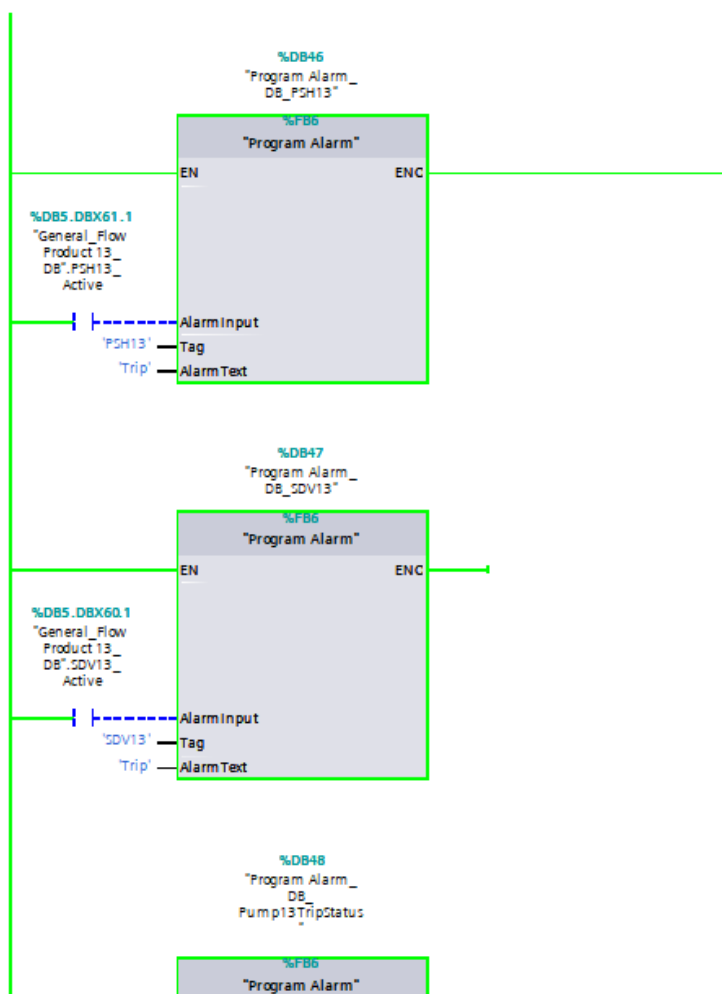 %DB46
"Program Alarm_
DB_PSH13"
%FB6
"Program Alarm"
EN
ENO
%DB5.DBX61.1
"General_Flow
Product 13_
DB".PSH13_
Active
AlarmInput
'PSH13'
Tag
'Trip'
AlarmText
%DB47
"Program Alarm_
DB_SDV13"
%FB6
"Program Alarm"
EN
ENO
%DB5.DBX60.1
"General_Flow
Product 13_
DB".SDV13_
Active
AlarmInput
'SDV13'
Tag
'Trip'
AlarmText
%DB48
"Program Alarm_
DB_
Pump13TripStatus
"
%FB6
"Program Alarm"